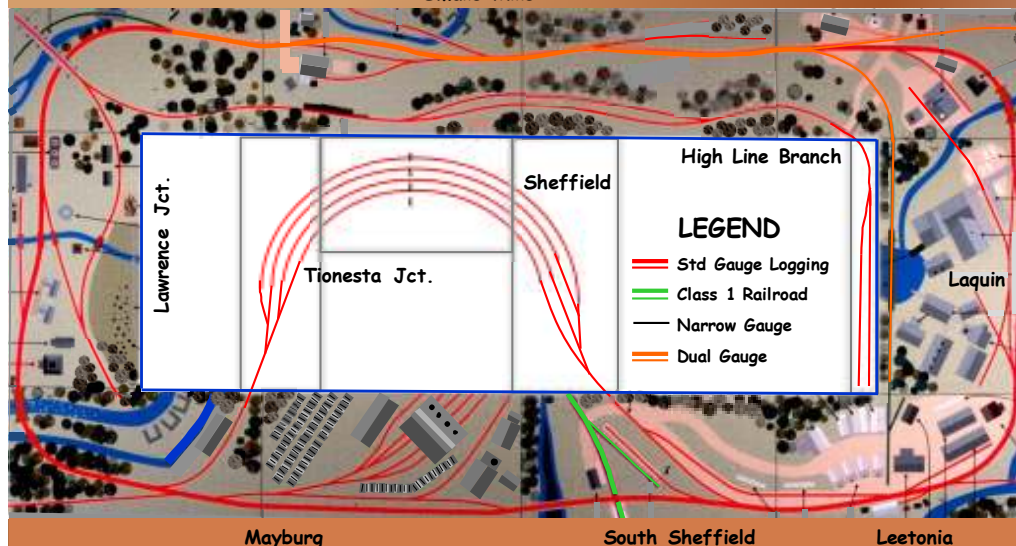 High Line Branch
Sheffield
Lawrence Jct.
Tionesta Jct.
LEGEND
Std Gauge Logging
Class 1 Railroad
Narrow Gauge
Dual Gauge
Laquin
Mayburg
South Sheffield
Leetonia